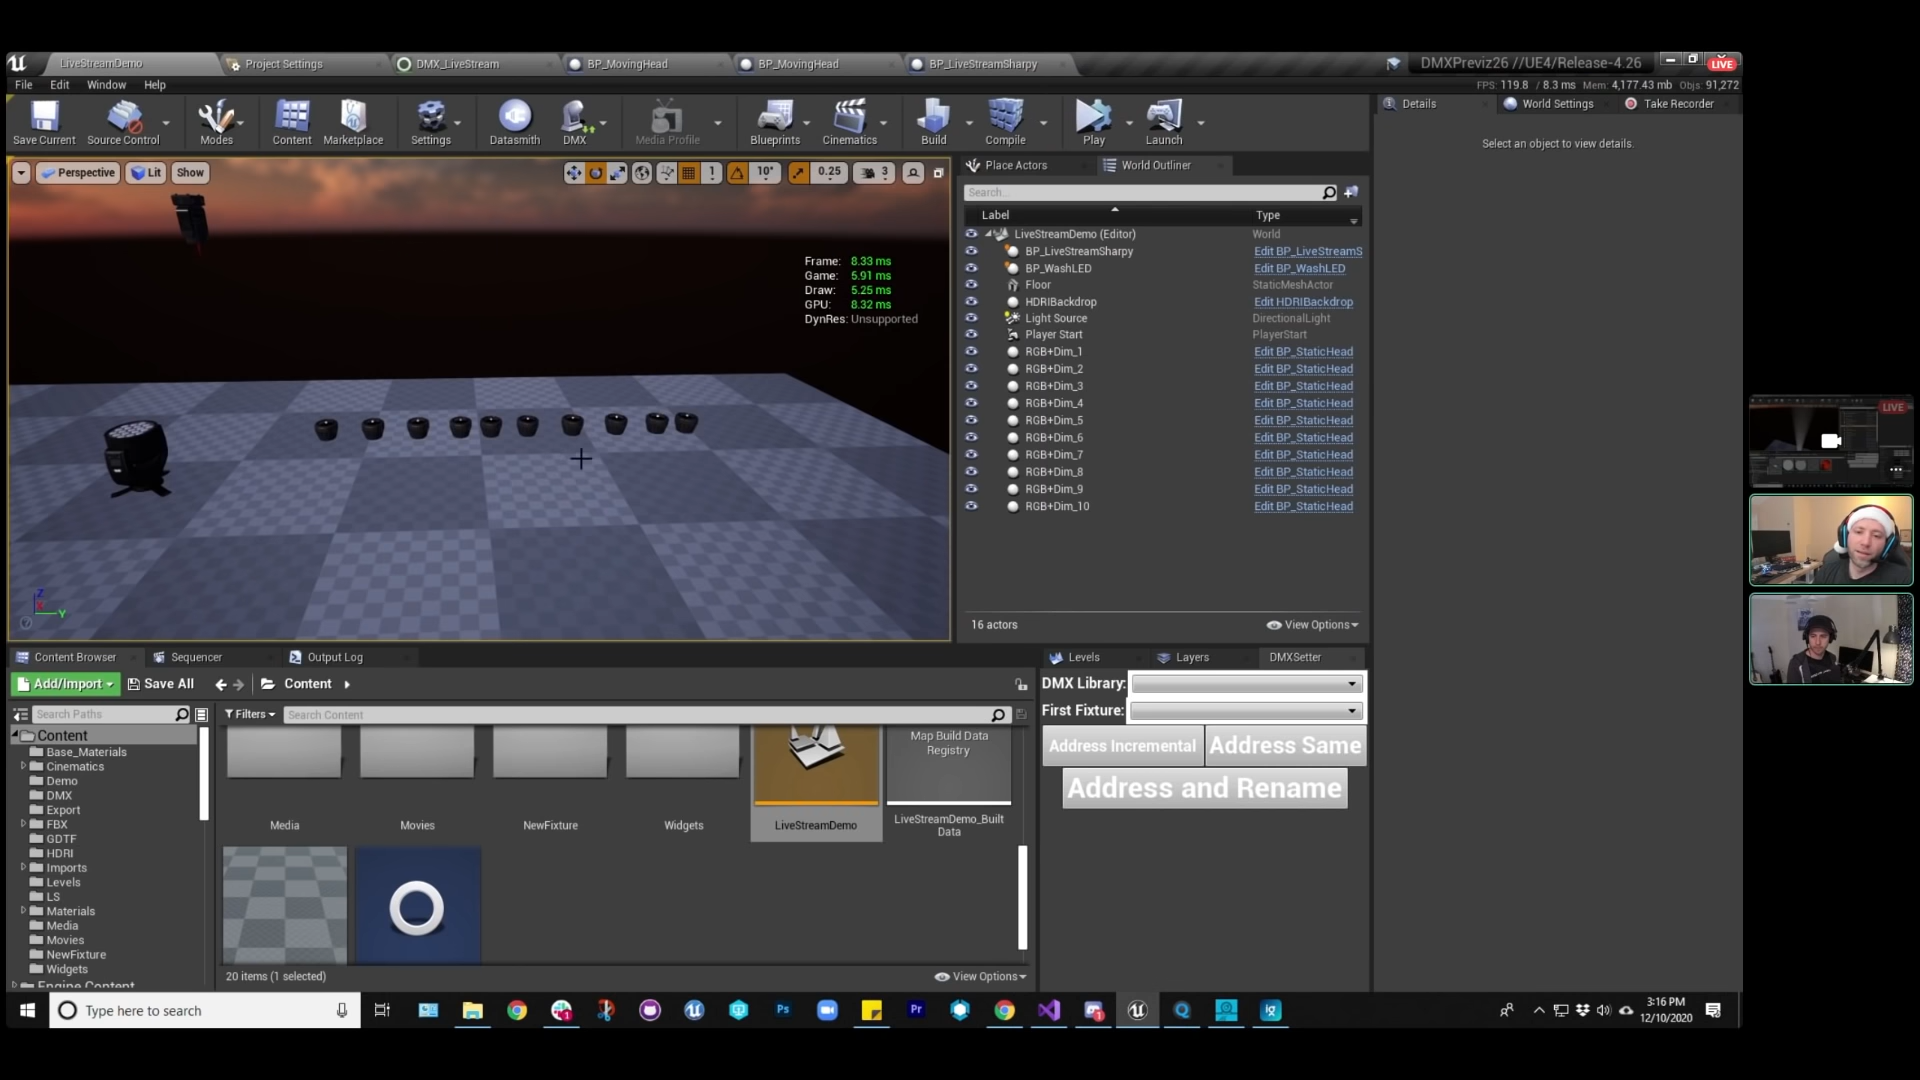 LiveStreamDemo
Project Settings
DMX_LiveStream
BP_MovingHead
BP_MovingHead
BP_LiveStreamSharpy
DMXPreviz26 //UE4/Release-4.26
LIVE
File Edit Window Help
FPS: 119.8 / 8.3 ms Mem: 4,177.43 mb Objs: 91,272
Save Current
Source Control
Modes
Content
Marketplace
Settings
Datasmith
DMX
Media Profile
Blueprints
Cinematics
Build
Compile
Play
Launch
Details
World Settings
Take Recorder
Select an object to view details.
Perspective
Lit
Show
1
10°
0.25
3
Frame: 8.33 ms
Game: 5.91 ms
Draw: 5.25 ms
GPU: 8.32 ms
DynRes: Unsupported
Z
X
Y
Place Actors
World Outliner
Search...
Label Type
LiveStreamDemo (Editor) World
BP_LiveStreamSharpy Edit BP_LiveStreamS
BP_WashLED Edit BP_WashLED
Floor StaticMeshActor
HDRIBackdrop Edit HDRIBackdrop
Light Source DirectionalLight
Player Start PlayerStart
RGB+Dim_1 Edit BP_StaticHead
RGB+Dim_2 Edit BP_StaticHead
RGB+Dim_3 Edit BP_StaticHead
RGB+Dim_4 Edit BP_StaticHead
RGB+Dim_5 Edit BP_StaticHead
RGB+Dim_6 Edit BP_StaticHead
RGB+Dim_7 Edit BP_StaticHead
RGB+Dim_8 Edit BP_StaticHead
RGB+Dim_9 Edit BP_StaticHead
RGB+Dim_10 Edit BP_StaticHead
16 actors
View Options
LIVE
Content Browser
Sequencer
Output Log
Add/Import
Save All
Content
Search Paths
Filters
Search Content
Content
Base_Materials
Cinematics
Demo
DMX
Export
FBX
GDTF
HDRI
Imports
Levels
LS
Materials
Media
Movies
NewFixture
Widgets
Engine Content
Media
Movies
NewFixture
Widgets
LiveStreamDemo
Map Build Data
Registry
LiveStreamDemo_Built
Data
20 items (1 selected)
View Options
Levels
Layers
DMXSetter
DMX Library:
First Fixture:
Address Incremental
Address Same
Address and Rename
Type here to search
Ps
Pr
3:16 PM
12/10/2020